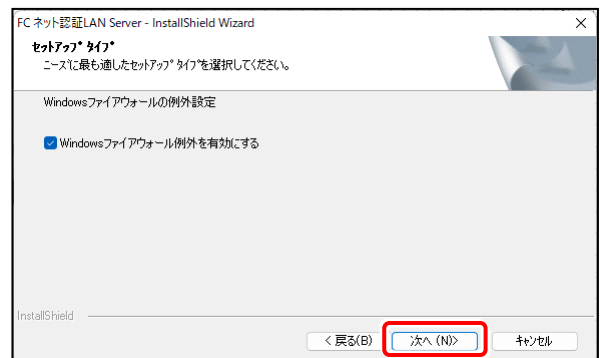 FC ネット認証LAN Server - InstallShield Wizard
セットアップ タイプ
ニーズに最も適したセットアップ タイプを選択してください。
Windowsファイアウォールの例外設定
Windowsファイアウォール例外を有効にする
InstallShield
< 戻る(B)
次へ (N)>
キャンセル